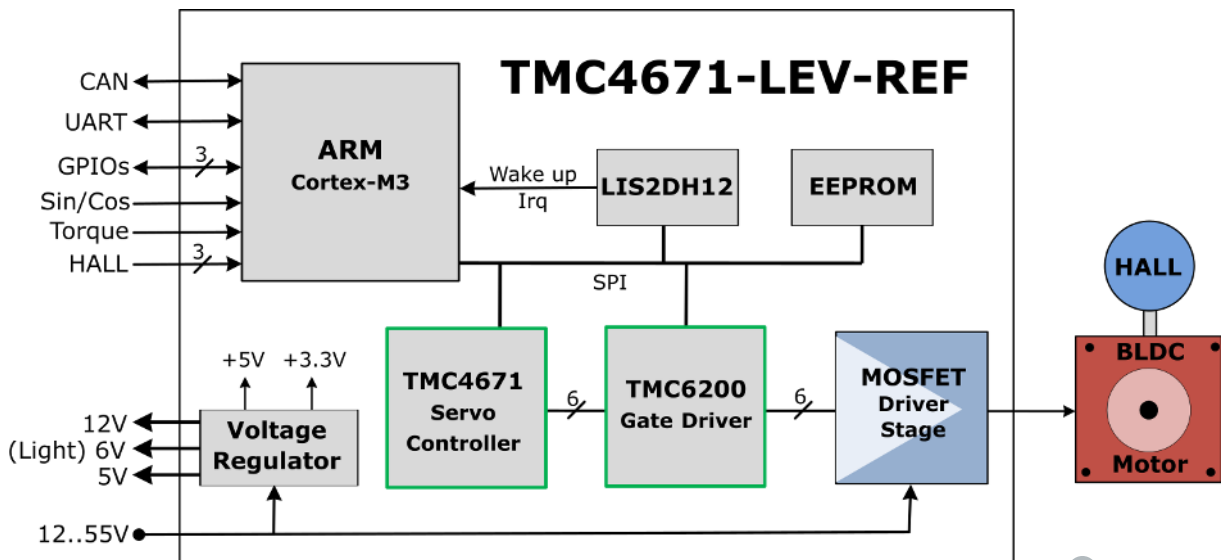 TMC4671-LEV-REF
CAN
UART
GPIOs
3
Sin/Cos
Torque
HALL
3
ARM
Cortex-M3
Wake up
Irq
LIS2DH12
EEPROM
SPI
HALL
BLDC
Motor
+5V
+3.3V
12V
(Light) 6V
5V
Voltage
Regulator
TMC4671
Servo
Controller
6
TMC6200
Gate Driver
6
MOSFET
Driver
Stage
12..55V